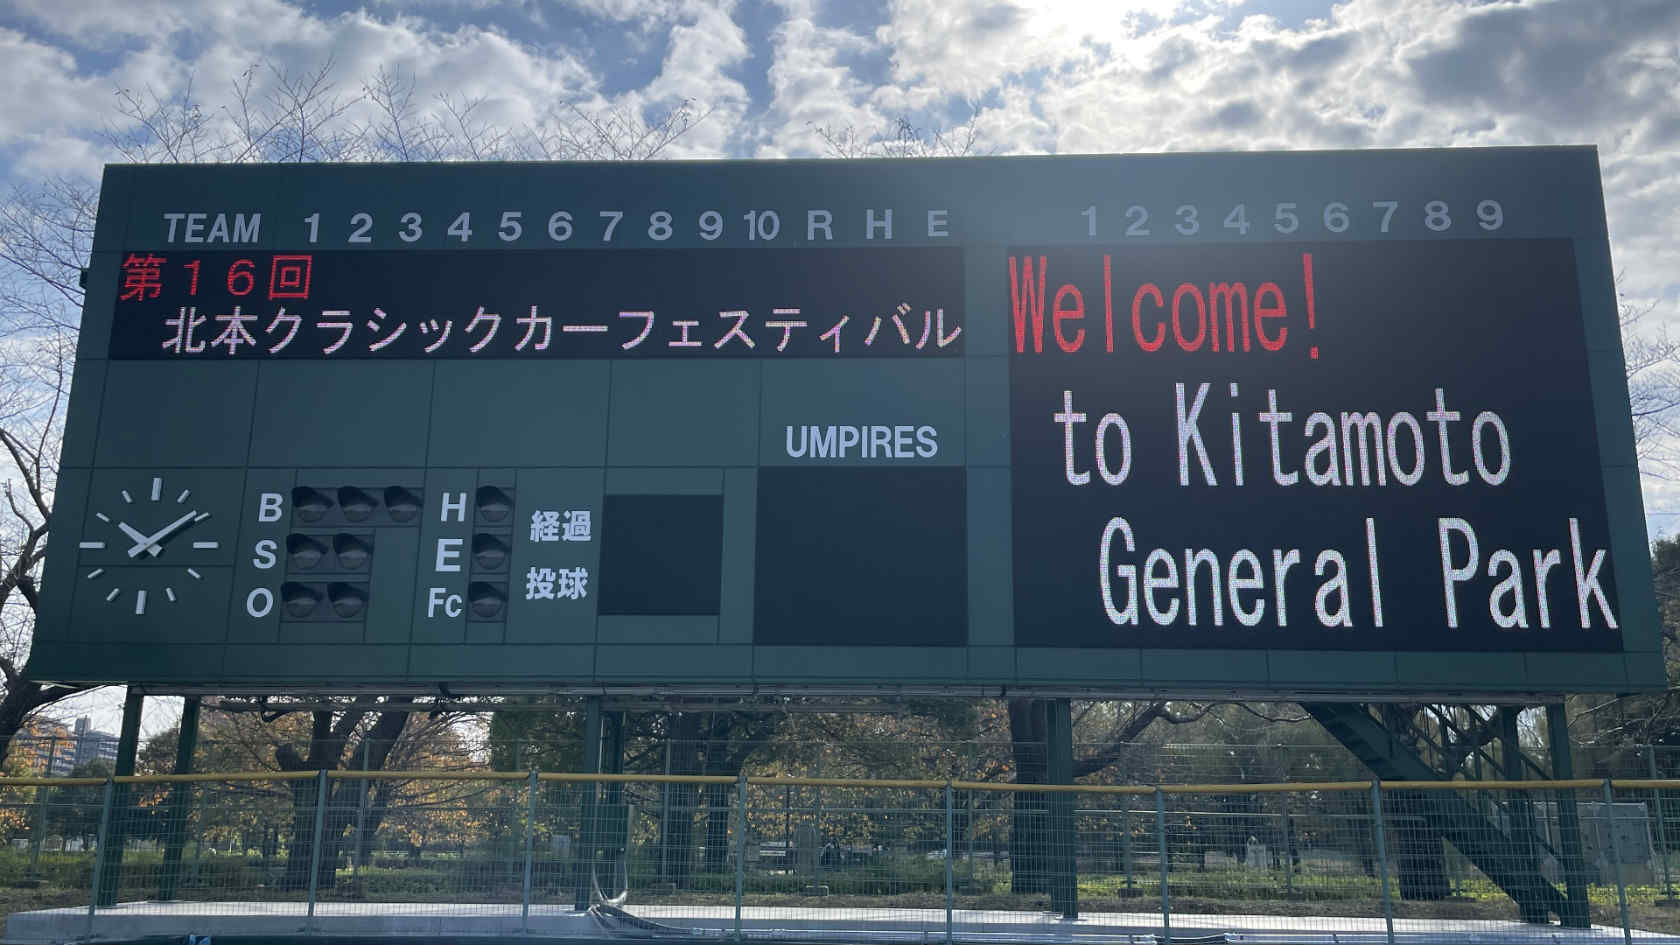 TEAM 1 2 3 4 5 6 7 8 9 10 R H E
第16回
北本クラシックカーフェスティバル
UMPIRES
B
S
O
H
E
Fc
経過
投球
1 2 3 4 5 6 7 8 9
Welcome!
to Kitamoto
General Park